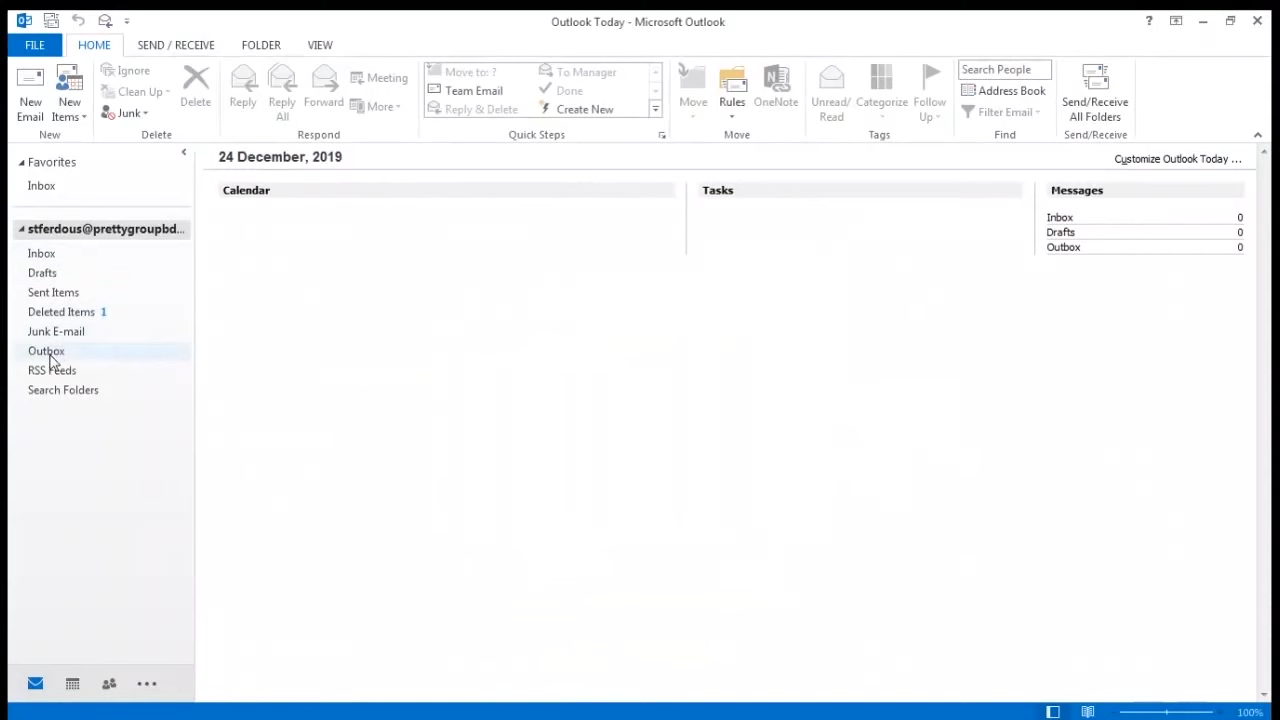 Outlook Today - Microsoft Outlook
?
FILE
HOME
SEND / RECEIVE
FOLDER
VIEW
New Email
New Items
New
Ignore
Clean Up
Junk
Delete
Delete
Reply
Reply All
Forward
Meeting
More
Respond
Move to: ?
Team Email
Reply & Delete
To Manager
Done
Create New
Quick Steps
Move
Rules
OneNote
Move
Unread/ Read
Categorize
Follow Up
Tags
Search People
Address Book
Filter Email
Find
Send/Receive All Folders
Send/Receive
Favorites
Inbox
stferdous@prettygroupbd...
Inbox
Drafts
Sent Items
Deleted Items 1
Junk E-mail
Outbox
RSS Feeds
Search Folders
24 December, 2019
Customize Outlook Today ...
Calendar
Tasks
Messages
Inbox 0
Drafts 0
Outbox 0
100%